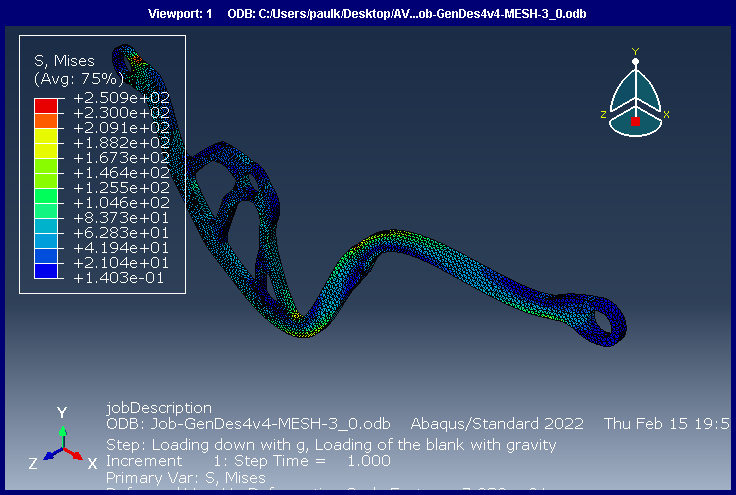 Viewport: 1 ODB: C:/Users/paulk/Desktop/AV...ob-GenDes4v4-MESH-3_0.odb
S, Mises
(Avg: 75%)
+2.509e+02
+2.300e+02
+2.091e+02
+1.882e+02
+1.673e+02
+1.464e+02
+1.255e+02
+1.046e+02
+8.373e+01
+6.283e+01
+4.194e+01
+2.104e+01
+1.403e-01
Y
Z X
Y
Z X
jobDescription
ODB: Job-GenDes4v4-MESH-3_0.odb Abaqus/Standard 2022 Thu Feb 15 19:5
Step: Loading down with g, Loading of the blank with gravity
Increment 1: Step Time = 1.000
Primary Var: S, Mises